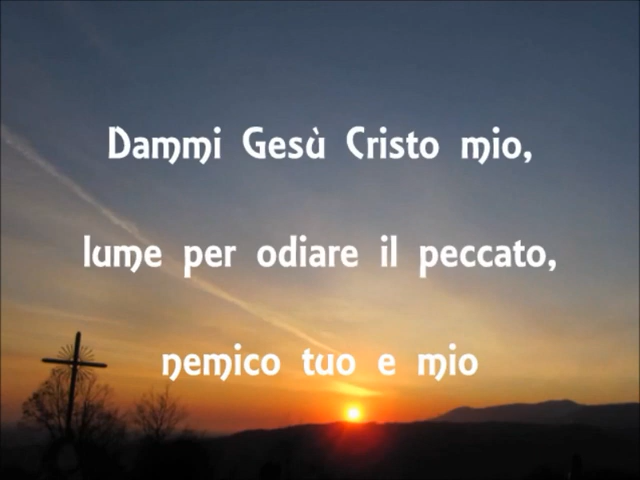 Dammi Gesù Cristo mio,
lume per odiare il peccato,
nemico tuo e mio